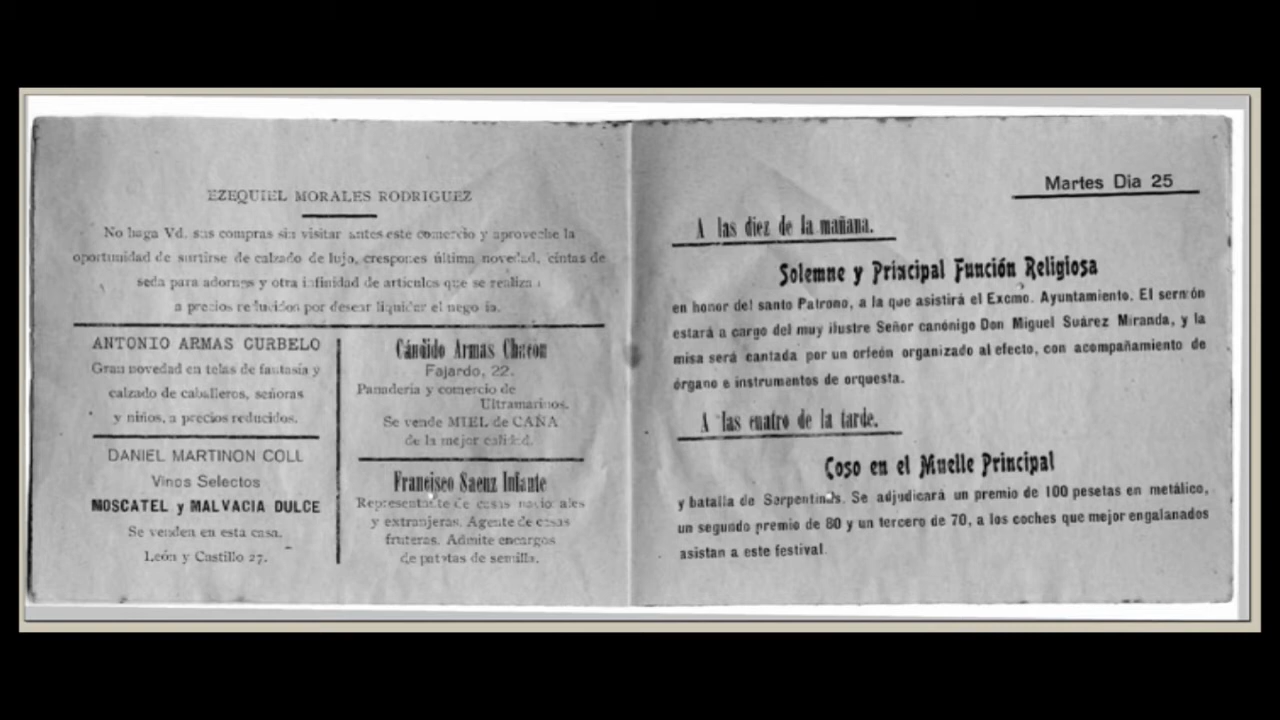 EZEQUIEL MORALES RODRIGUEZ
No haga Vd. sus compras sin visitar antes este comercio y aproveche la
oportunidad de surtirse de calzado de lujo, crespones última novedad, cintas de
seda para adornos y otra infinidad de artículos que se realiza
a precios reducidos por desear liquidar el negocia.
ANTONIO ARMAS CURBELO
Gran novedad en telas de fantasía y
calzado de caballeros, señoras
y niños, a precios reducidos.
DANIEL MARTINON COLL
Vinos Selectos
MOSCATEL y MALVACIA DULCE
Se venden en esta casa.
León y Castillo 27.
Cándido Armas Chacón
Fajardo, 22.
Panadería y comercio de
Ultramarinos.
Se vende MIEL de CAÑA
de la mejor calidad.
Francisco Saenz Infante
Representante de casas nacionales
y extranjeras. Agente de casas
fruteras. Admite encargos
de patatas de semilla.
Martes Dia 25
A las diez de la mañana.
Solemne y Principal Función Religiosa
en honor del santo Patrono, a la que asistirá el Excmo. Ayuntamiento. El sermón
estará a cargo del muy ilustre Señor canónigo Don Miguel Suárez Miranda, y la
misa será cantada por un orfeón organizado al efecto, con acompañamiento de
órgano e instrumentos de orquesta.
A las cuatro de la tarde.
Coso en el Muelle Principal
y batalla de Serpentinas. Se adjudicará un premio de 100 pesetas en metálico,
un segundo premio de 80 y un tercero de 70, a los coches que mejor engalanados
asistan a este festival.